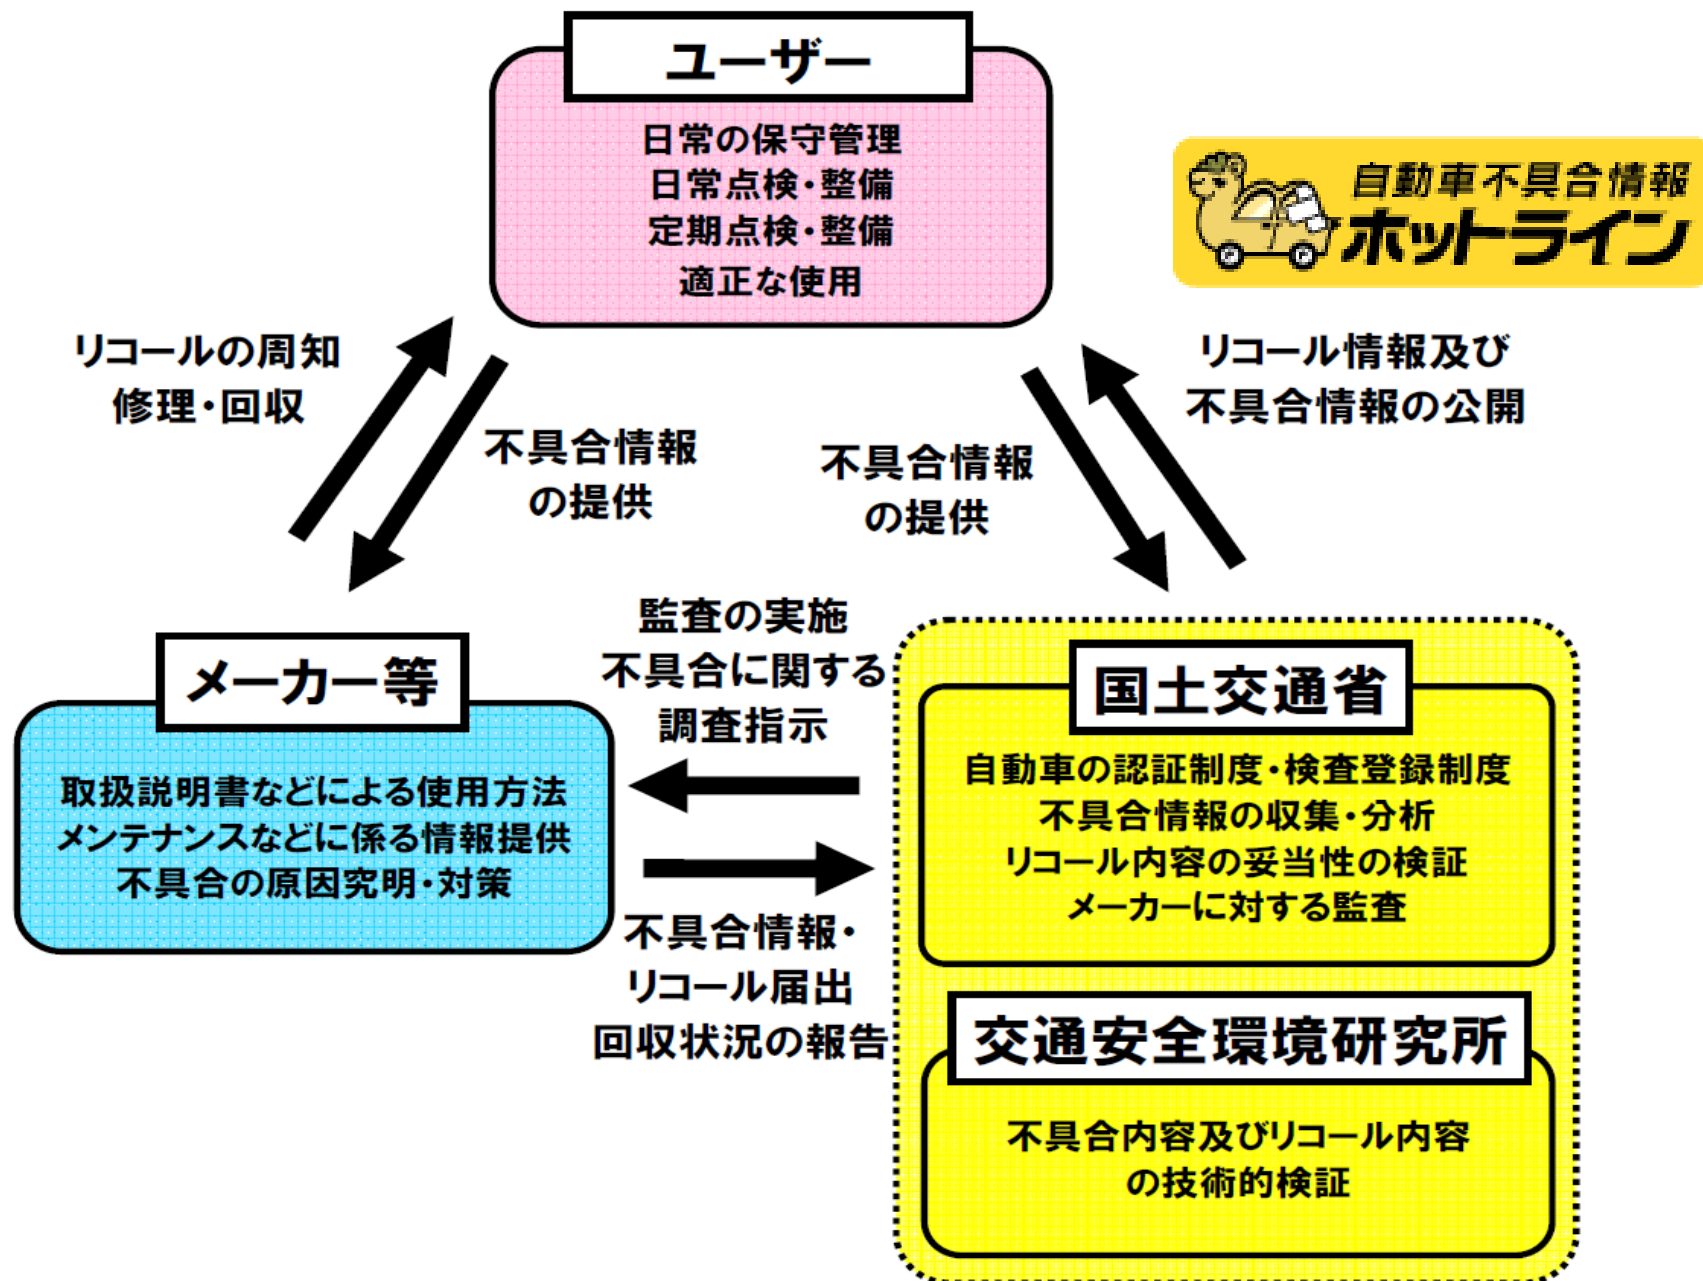 ユーザー
日常の保守管理
日常点検・整備
定期点検・整備
適正な使用
自動車不具合情報
ホットライン
リコールの周知
修理・回収
不具合情報
の提供
不具合情報
の提供
リコール情報及び
不具合情報の公開
監査の実施
不具合に関する
調査指示
メーカー等
取扱説明書などによる使用方法
メンテナンスなどに係る情報提供
不具合の原因究明・対策
不具合情報・
リコール届出
回収状況の報告
国土交通省
自動車の認証制度・検査登録制度
不具合情報の収集・分析
リコール内容の妥当性の検証
メーカーに対する監査
交通安全環境研究所
不具合内容及びリコール内容
の技術的検証